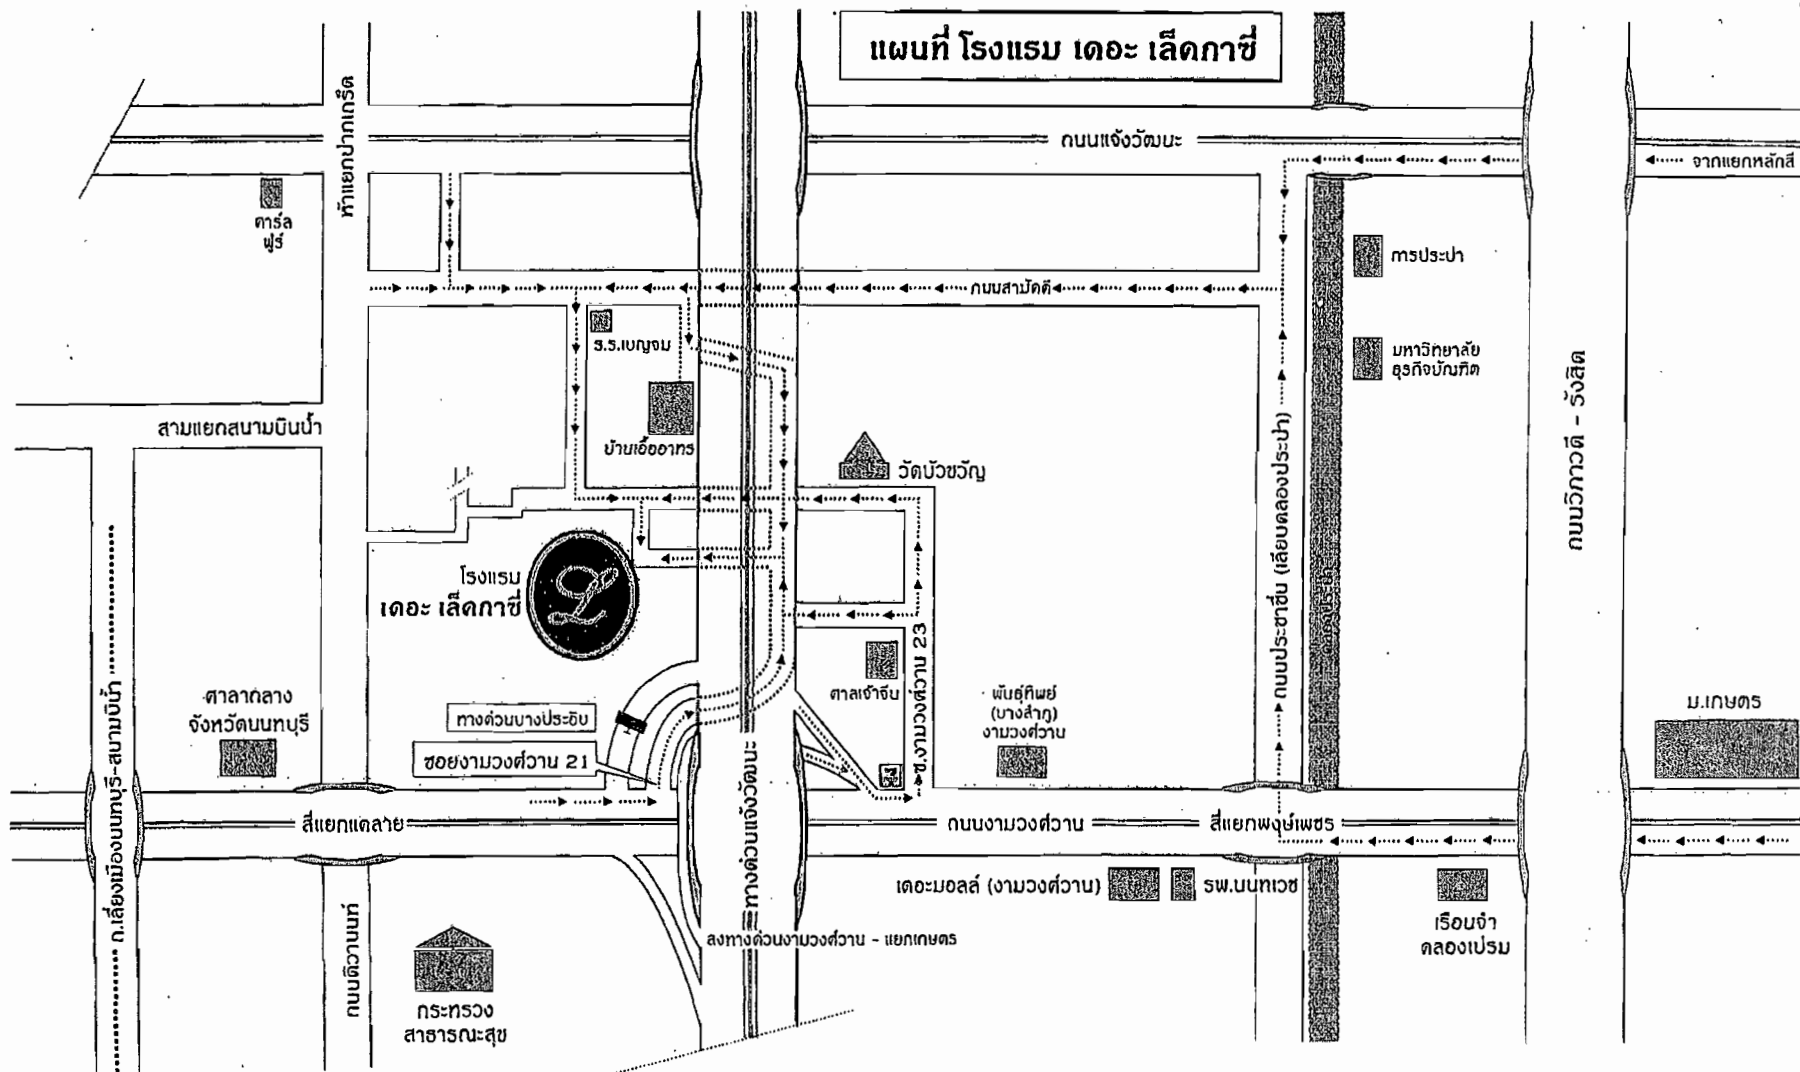 แผนที่ โรงแรม เดอะ เล็คกาซี่
ห้าแยกปากเกร็ด
ถนนแจ้งวัฒนะ
จากแยกหลักสี่
คาร์ล
ฟูร์
การประปา
ถนนสามัคคี
ร.ร.เบญจม
มหาวิทยาลัย
ธุรกิจบัณฑิต
ถนนวิภาวดี - รังสิต
สามแยกสนามบินน้ำ
บ้านเอื้ออาทร
วัดบัวขวัญ
ถนนประชาชื่น (เลียบคลองประปา)
คลองประปา
โรงแรม
เดอะ เล็คกาซี่
L
ซ.งามวงศ์วาน 23
ศาลเจ้าจีน
ศาลากลาง
จังหวัดนนทบุรี
ทางด่วนบางปะอิน
ซอยงามวงศ์วาน 21
พันธุ์ทิพย์
(บางลำภู)
งามวงศ์วาน
ม.เกษตร
ถ.เลี่ยงเมืองนนทบุรี-สนามบินน้ำ
สี่แยกแคลาย
ทางด่วนแจ้งวัฒนะ
ถนนงามวงศ์วาน
สี่แยกพงษ์เพชร
เดอะมอลล์ (งามวงศ์วาน)
รพ.นนทเวช
เรือนจำ
คลองเปรม
ถนนติวานนท์
ลงทางด่วนงามวงศ์วาน - แยกเกษตร
กระทรวง
สาธารณะสุข